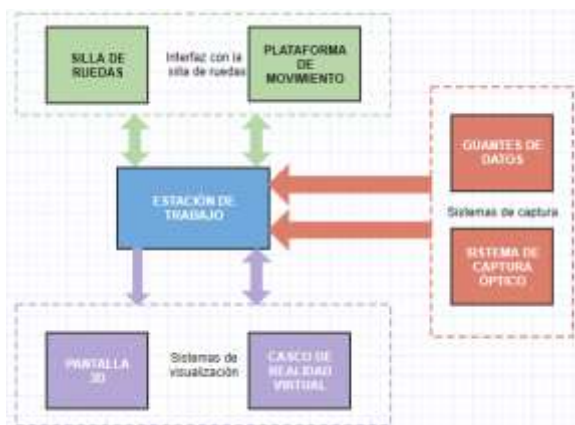 SILLA DE
RUEDAS
Interfaz con la
silla de ruedas
PLATAFORMA
DE
MOVIMIENTO
GUANTES DE
DATOS
ESTACIÓN DE
TRABAJO
Sistemas de captura
SISTEMA DE
CAPTURA
ÓPTICO
PANTALLA
3D
Sistemas de
visualización
CASCO DE
REALIDAD
VIRTUAL